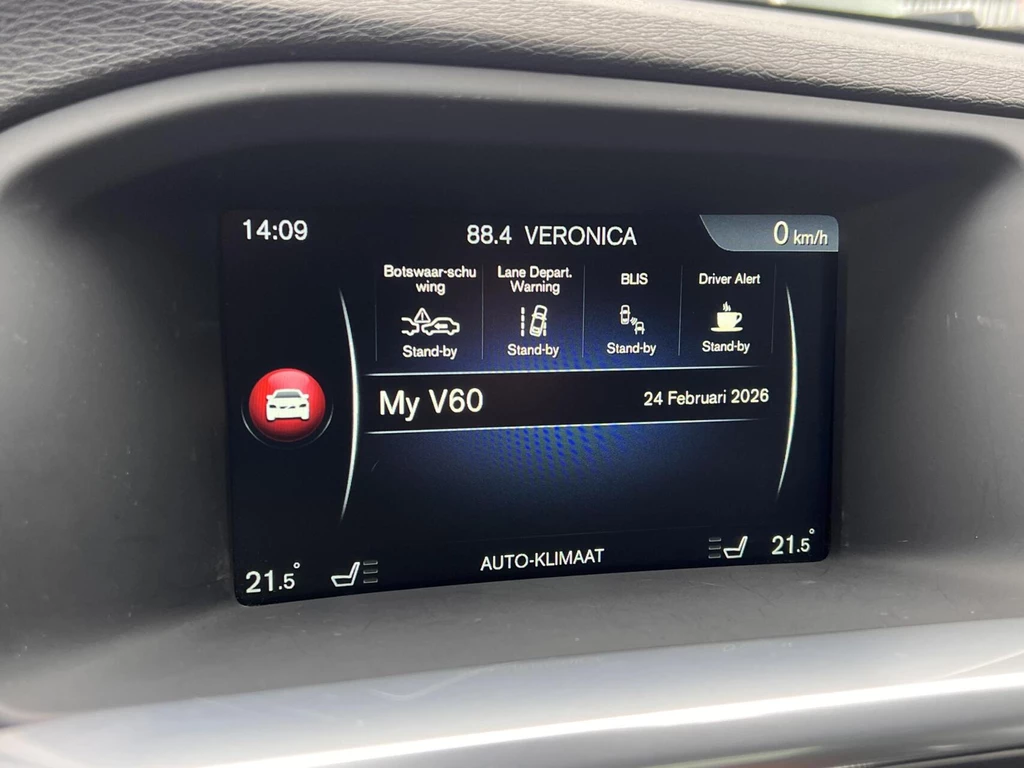 14:09
88.4 VERONICA
0 km/h
Botswaar-schu
wing
Lane Depart.
Warning
BLIS
Driver Alert
Stand-by
Stand-by
Stand-by
Stand-by
My V60
24 Februari 2026
21.5°
AUTO-KLIMAAT
21.5°